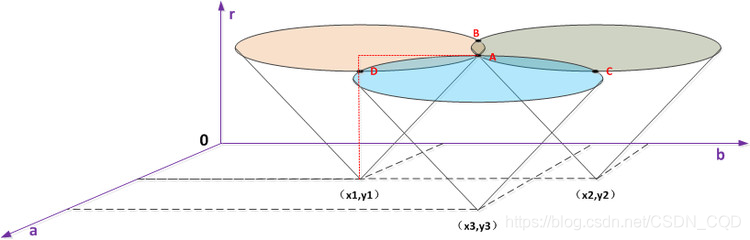 r
B
A
D
C
0
b
(x1,y1)
(x2,y2)
(x3,y3)
a
https://blog.csdn.net/CSDN_CQD